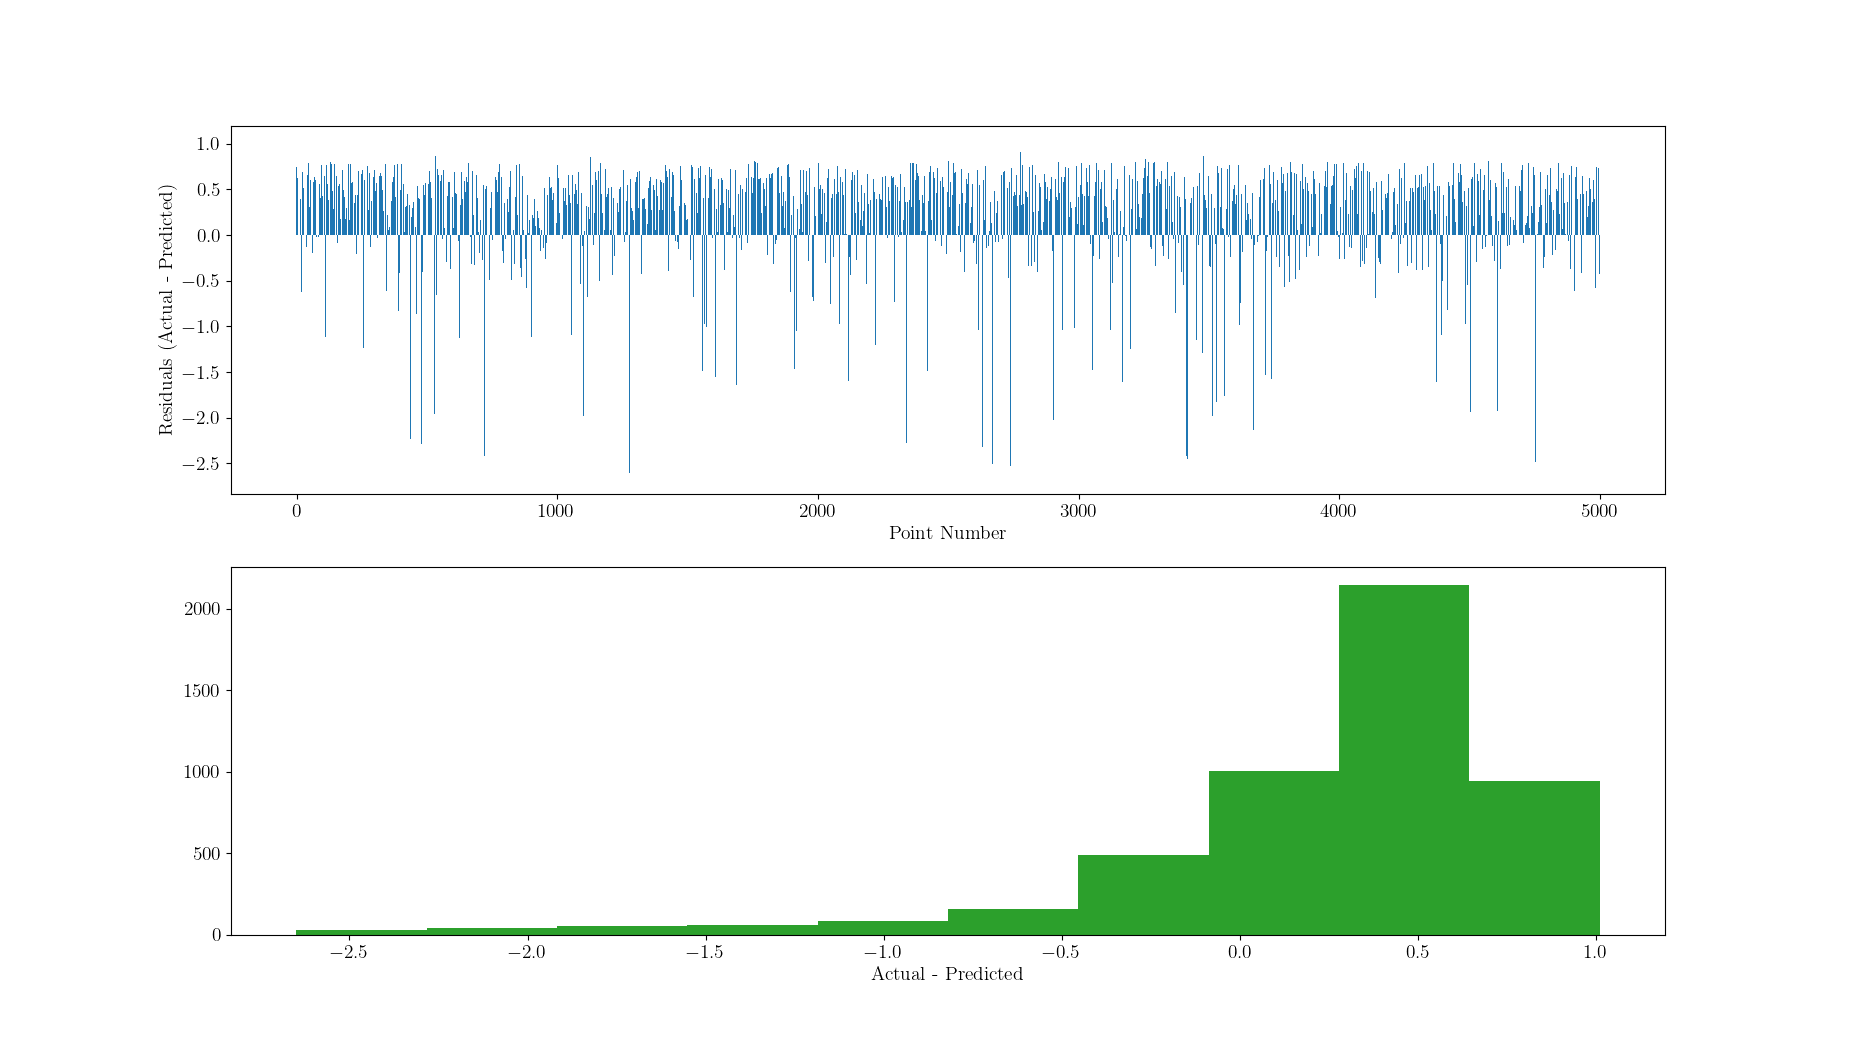 1.0
0.5
0.0
−0.5
−1.0
−1.5
−2.0
−2.5
Residuals (Actual - Predicted)
0 1000 2000 3000 4000 5000
Point Number
2000
1500
1000
500
0
−2.5 −2.0 −1.5 −1.0 −0.5 0.0 0.5 1.0
Actual - Predicted